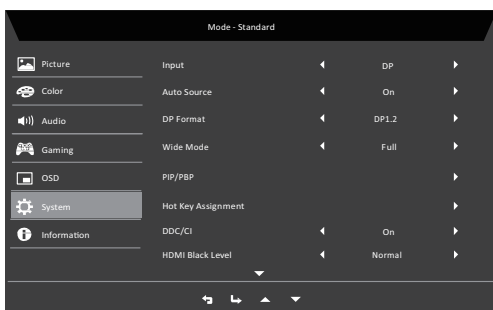 Mode - Standard
Picture
Color
Audio
Gaming
OSD
System
Information
Input DP
Auto Source On
DP Format DP1.2
Wide Mode Full
PIP/PBP
Hot Key Assignment
DDC/CI On
HDMI Black Level Normal